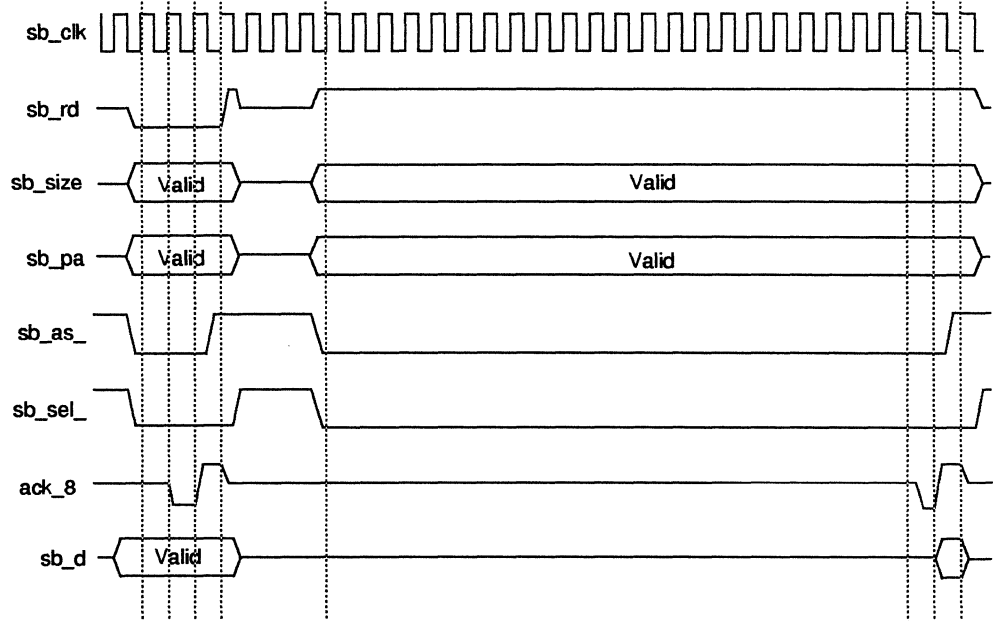 sb_clk
sb_rd
sb_size Valid Valid
sb_pa Valid Valid
sb_as_
sb_sel_
ack_8
sb_d Valid